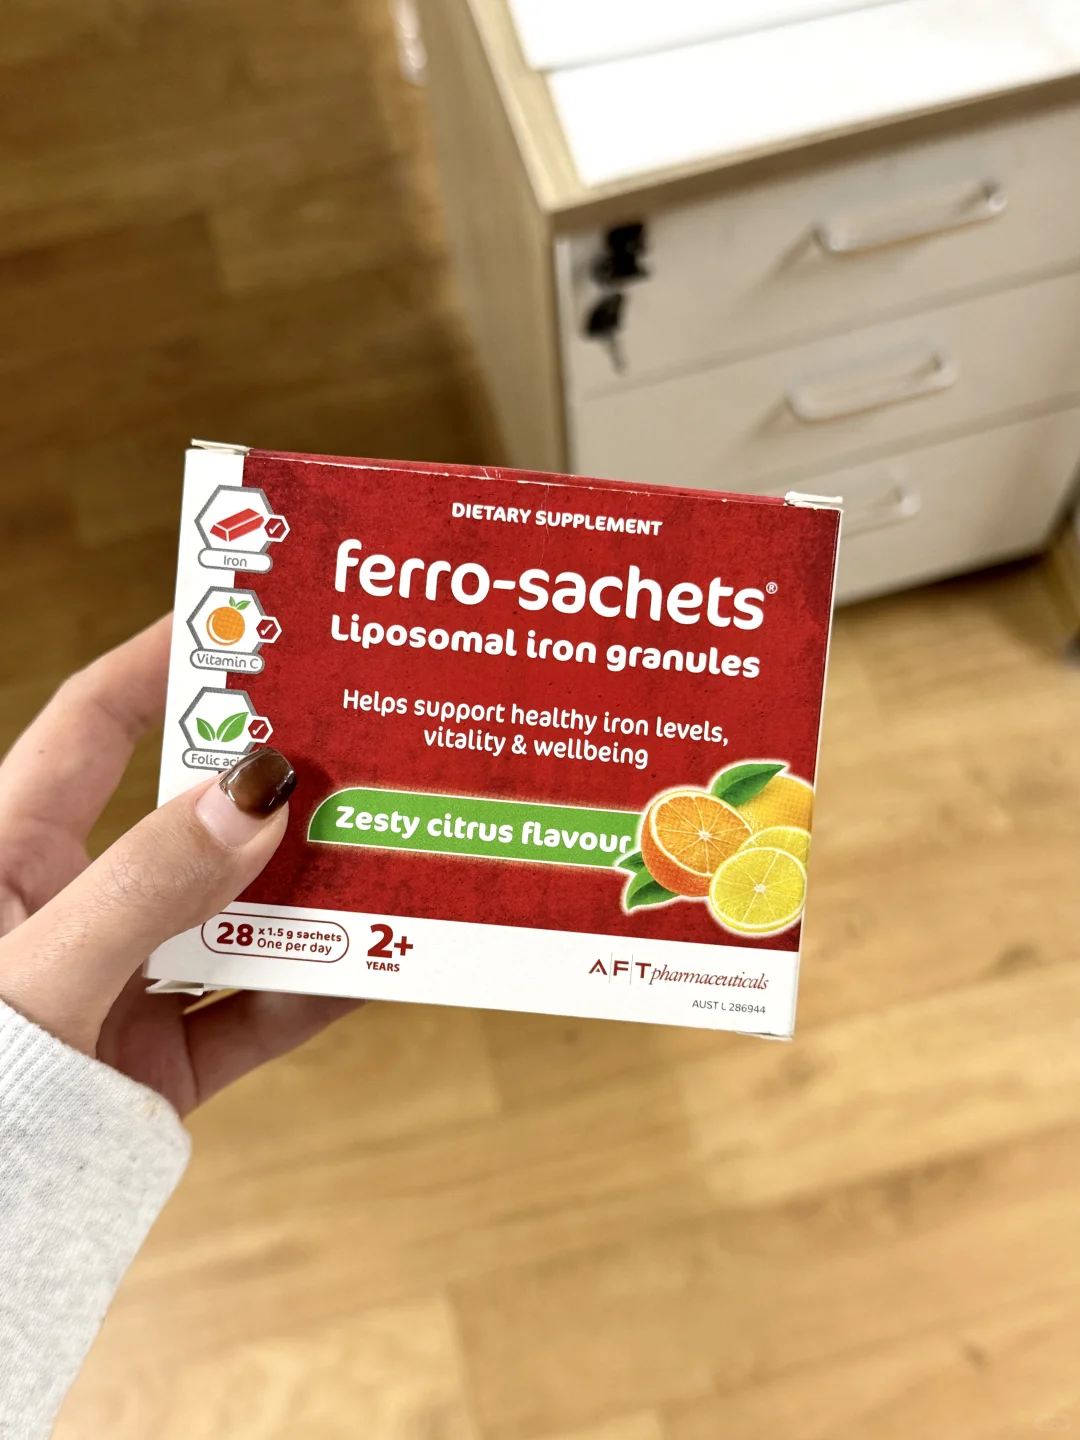 DIETARY SUPPLEMENT
ferro-sachets®
Liposomal iron granules
Helps support healthy iron levels,
vitality & wellbeing
Zesty citrus flavour
Iron
Vitamin C
Folic
28 x 1.5 g sachets
One per day
2+
YEARS
AFT pharmaceuticals
AUST L 286944